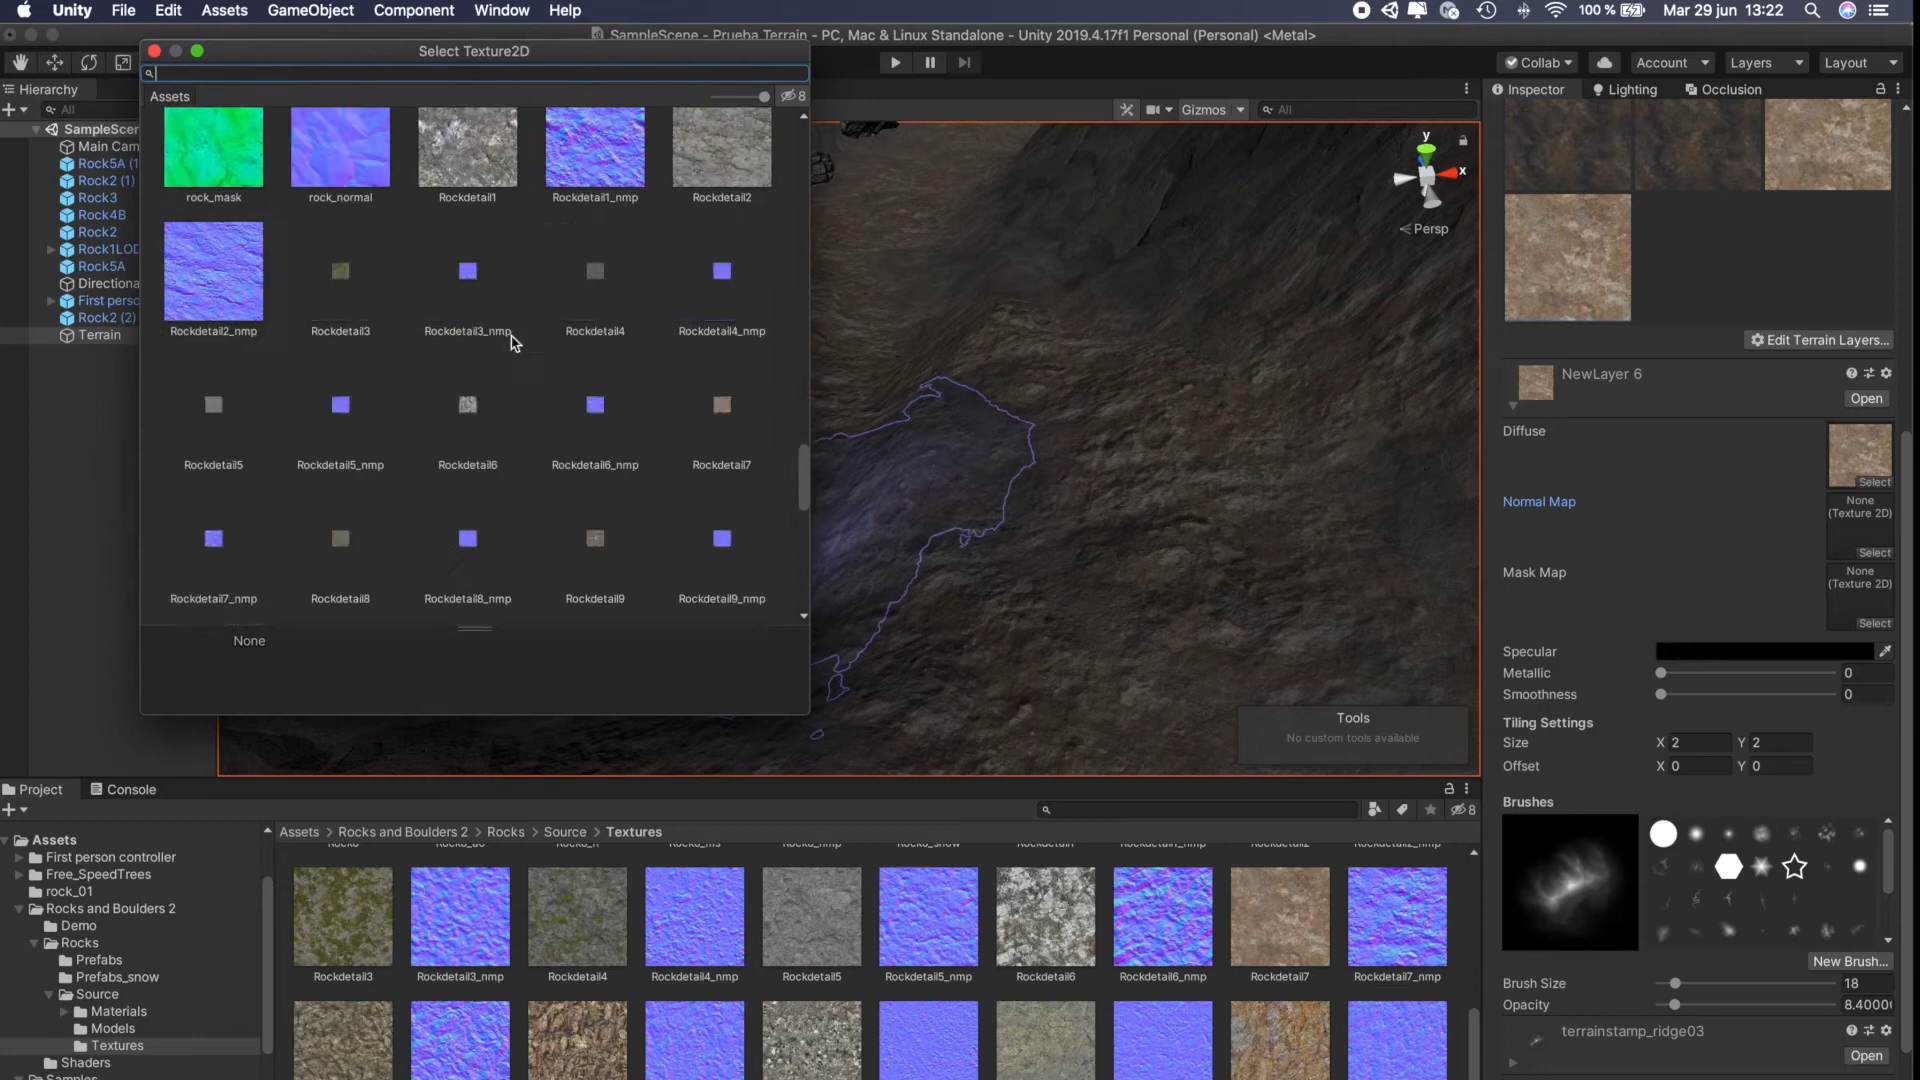 Unity File Edit Assets GameObject Component Window Help
100 % Mar 29 jun 13:22
SampleScene - Prueba Terrain - PC, Mac & Linux Standalone - Unity 2019.4.17f1 Personal (Personal) <Metal>
Collab Account Layers Layout
Hierarchy
All
SampleScen
Main Cam
Rock5A (1
Rock2 (1)
Rock3
Rock4B
Rock2
Rock1LOD
Rock5A
Directiona
First perso
Rock2 (2)
Terrain
Select Texture2D
Assets
8
rock_mask rock_normal Rockdetail1 Rockdetail1_nmp Rockdetail2
Rockdetail2_nmp Rockdetail3 Rockdetail3_nmp Rockdetail4 Rockdetail4_nmp
Rockdetail5 Rockdetail5_nmp Rockdetail6 Rockdetail6_nmp Rockdetail7
Rockdetail7_nmp Rockdetail8 Rockdetail8_nmp Rockdetail9 Rockdetail9_nmp
None
Gizmos All
y
x
Persp
Tools
No custom tools available
Inspector Lighting Occlusion
Edit Terrain Layers...
NewLayer 6
Open
Diffuse
Select
Normal Map
None
(Texture 2D)
Select
Mask Map
None
(Texture 2D)
Select
Specular
Metallic 0
Smoothness 0
Tiling Settings
Size X 2 Y 2
Offset X 0 Y 0
Brushes
New Brush...
Brush Size 18
Opacity 8.4000
terrainstamp_ridge03
Open
Project Console
8
Assets
First person controller
Free_SpeedTrees
rock_01
Rocks and Boulders 2
Demo
Rocks
Prefabs
Prefabs_snow
Source
Materials
Models
Textures
Shaders
Samples
Assets > Rocks and Boulders 2 > Rocks > Source > Textures
Rockdetail3 Rockdetail3_nmp Rockdetail4 Rockdetail4_nmp Rockdetail5 Rockdetail5_nmp Rockdetail6 Rockdetail6_nmp Rockdetail7 Rockdetail7_nmp